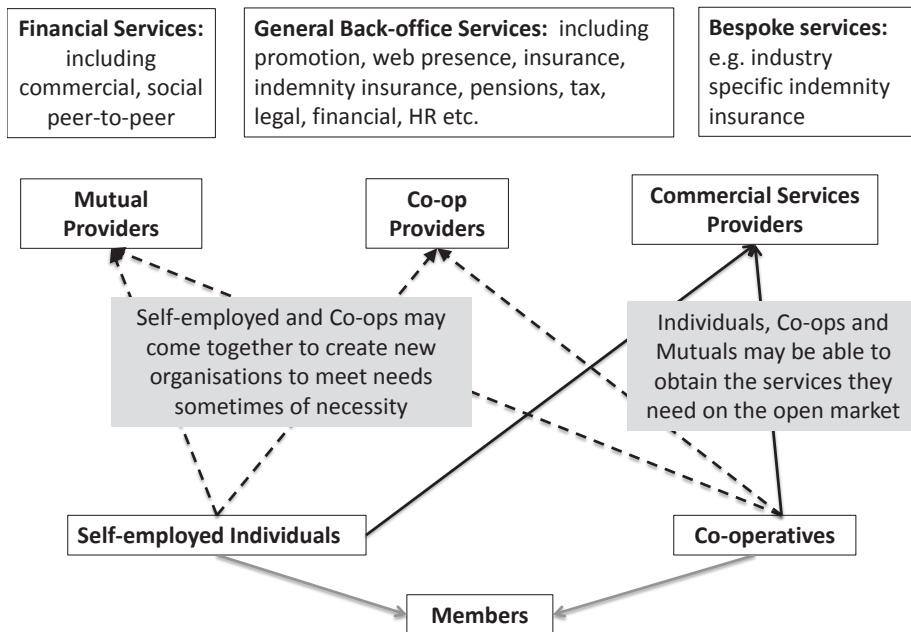 Financial Services:
including
commercial, social
peer-to-peer
General Back-office Services: including
promotion, web presence, insurance,
indemnity insurance, pensions, tax,
legal, financial, HR etc.
Bespoke services:
e.g. industry
specific indemnity
insurance
Mutual
Providers
Co-op
Providers
Commercial Services
Providers
Self-employed and Co-ops may
come together to create new
organisations to meet needs
sometimes of necessity
Individuals, Co-ops and
Mutuals may be able to
obtain the services they
need on the open market
Self-employed Individuals
Co-operatives
Members